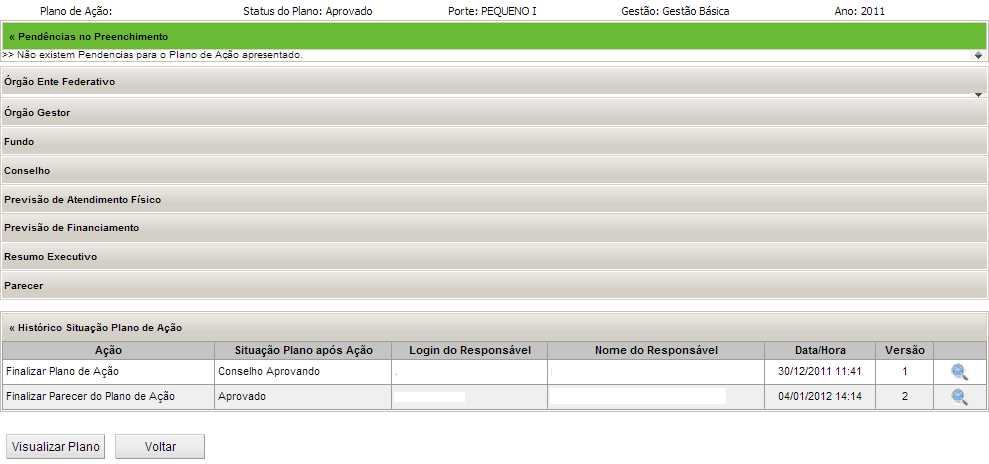 Plano de Ação: Status do Plano: Aprovado Porte: PEQUENO I Gestão: Gestão Básica Ano: 2011
« Pendências no Preenchimento
>> Não existem Pendencias para o Plano de Ação apresentado.
Órgão Ente Federativo
Órgão Gestor
Fundo
Conselho
Previsão de Atendimento Físico
Previsão de Financiamento
Resumo Executivo
Parecer
« Histórico Situação Plano de Ação
Ação Situação Plano após Ação Login do Responsável Nome do Responsável Data/Hora Versão
Finalizar Plano de Ação Conselho Aprovando 30/12/2011 11:41 1
Finalizar Parecer do Plano de Ação Aprovado 04/01/2012 14:14 2
Visualizar Plano Voltar